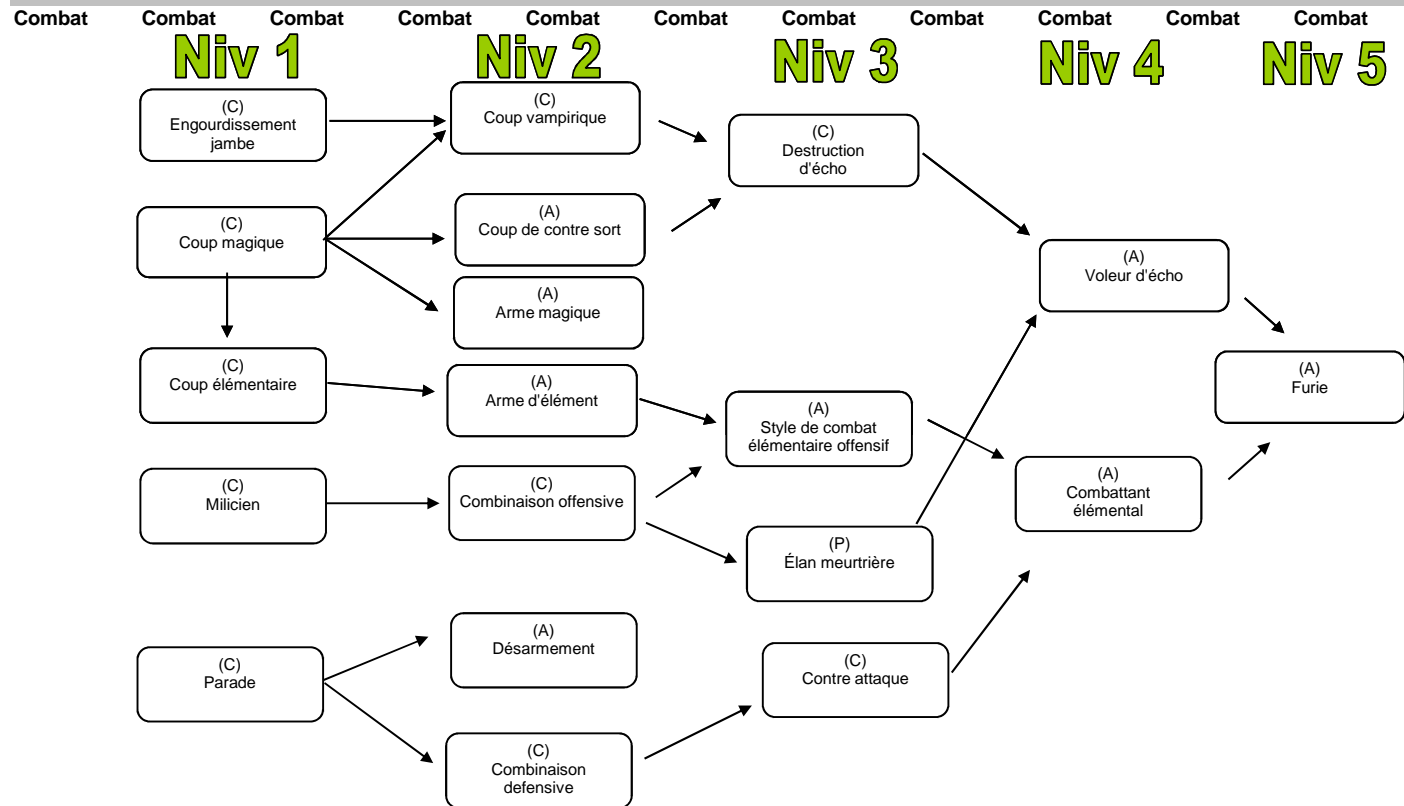 Combat Combat Combat Combat Combat Combat Combat Combat Combat Combat Combat
Niv 1 Niv 2 Niv 3 Niv 4 Niv 5
(C)
Engourdissement
jambe
(C)
Coup magique
(C)
Coup élémentaire
(C)
Milicien
(C)
Parade
(C)
Coup vampirique
(A)
Coup de contre sort
(A)
Arme magique
(A)
Arme d'élément
(C)
Combinaison offensive
(A)
Désarmement
(C)
Combinaison
defensive
(C)
Destruction
d'écho
(A)
Style de combat
élémentaire offensif
(P)
Élan meurtrière
(C)
Contre attaque
(A)
Voleur d'écho
(A)
Combattant
élémental
(A)
Furie